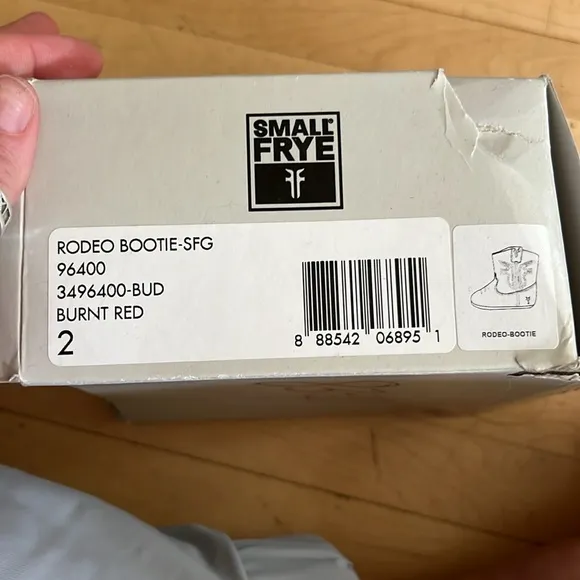 SMALL
FRYE
RODEO BOOTIE-SFG
96400
3496400-BUD
BURNT RED
2
8 88542 06895 1
RODEO-BOOTIE